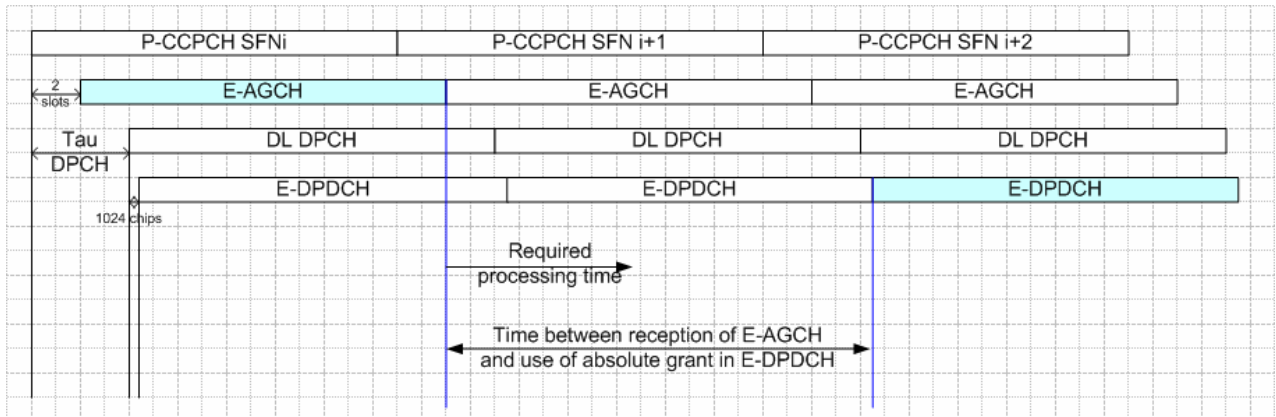 P-CCPCH SFNi
P-CCPCH SFN i+1
P-CCPCH SFN i+2
2
slots
E-AGCH
E-AGCH
E-AGCH
Tau
DPCH
DL DPCH
DL DPCH
DL DPCH
E-DPDCH
E-DPDCH
E-DPDCH
1024 chips
Required
processing time
Time between reception of E-AGCH
and use of absolute grant in E-DPDCH